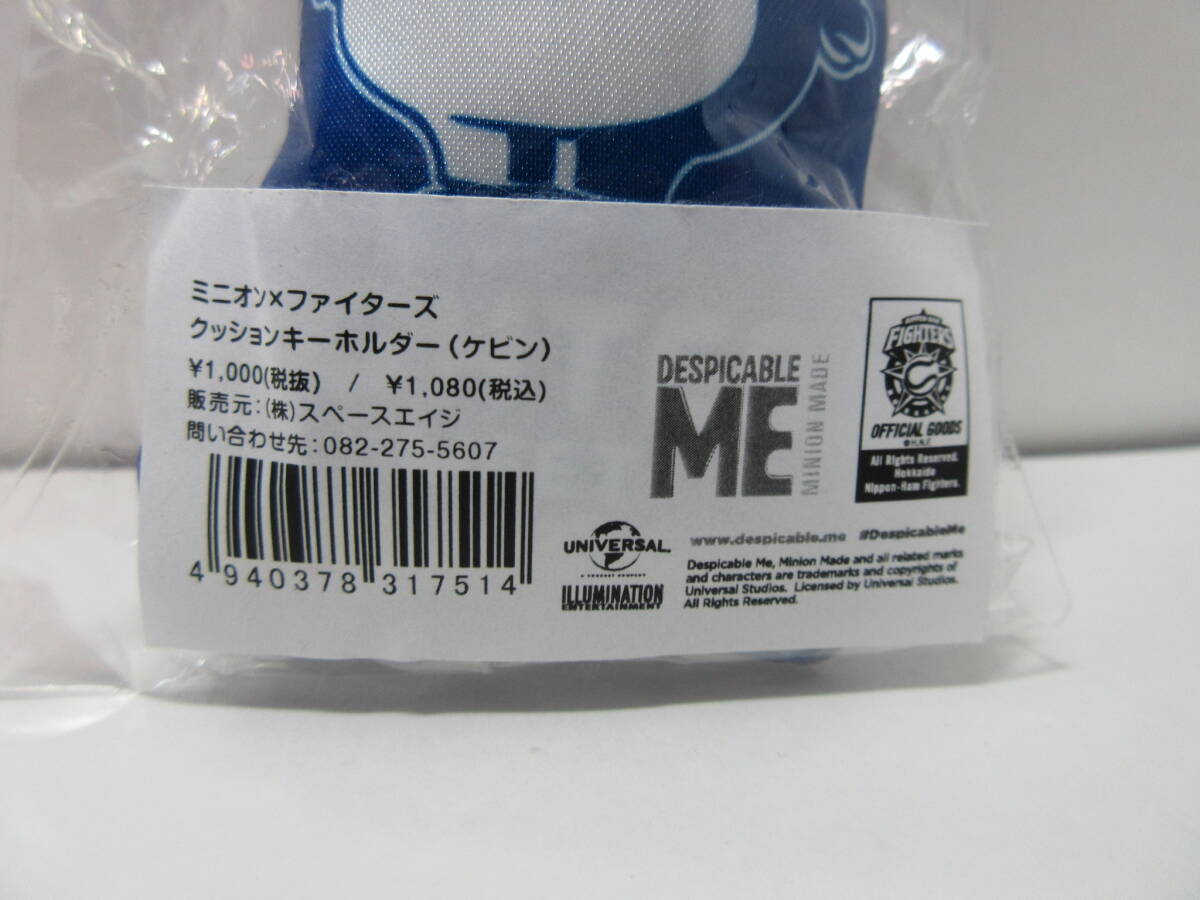 ミニオン×ファイターズ
クッションキーホルダー(ケビン)
¥1,000(税抜) / ¥1,080(税込)
販売元:(株)スペースエイジ
問い合わせ先:082-275-5607
4 940378 317514
DESPICABLE
ME
MINION MADE
FIGHTERS
OFFICIAL GOODS
©H.N.F.
All Rights Reserved.
Hokkaido
Nippon-Ham Fighters.
UNIVERSAL
A COMCAST COMPANY
ILLUMINATION
ENTERTAINMENT
www.despicable.me #DespicableMe
Despicable Me, Minion Made and all related marks
and characters are trademarks and copyrights of
Universal Studios. Licensed by Universal Studios.
All Rights Reserved.